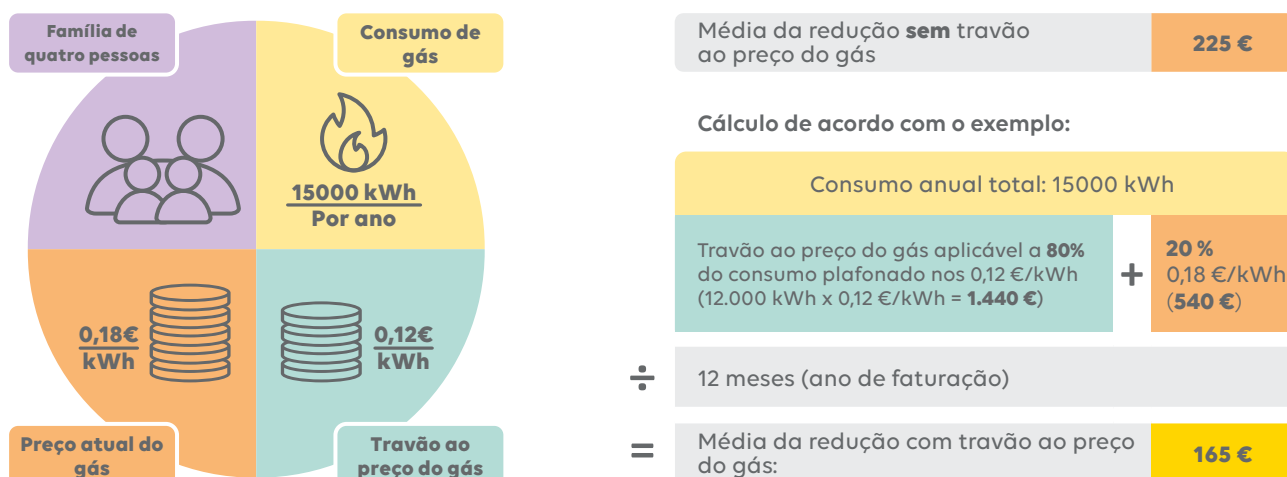 Família de
quatro pessoas
Consumo de
gás
15000 kWh
Por ano
0,18€
kWh
0,12€
kWh
Preço atual do
gás
Travão ao
preço do gás
Média da redução sem travão
ao preço do gás
225 €
Cálculo de acordo com o exemplo:
Consumo anual total: 15000 kWh
Travão ao preço do gás aplicável a 80%
do consumo plafonado nos 0,12 €/kWh
(12.000 kWh x 0,12 €/kWh = 1.440 €)
+
20 %
0,18 €/kWh
(540 €)
÷
12 meses (ano de faturação)
=
Média da redução com travão ao preço
do gás:
165 €